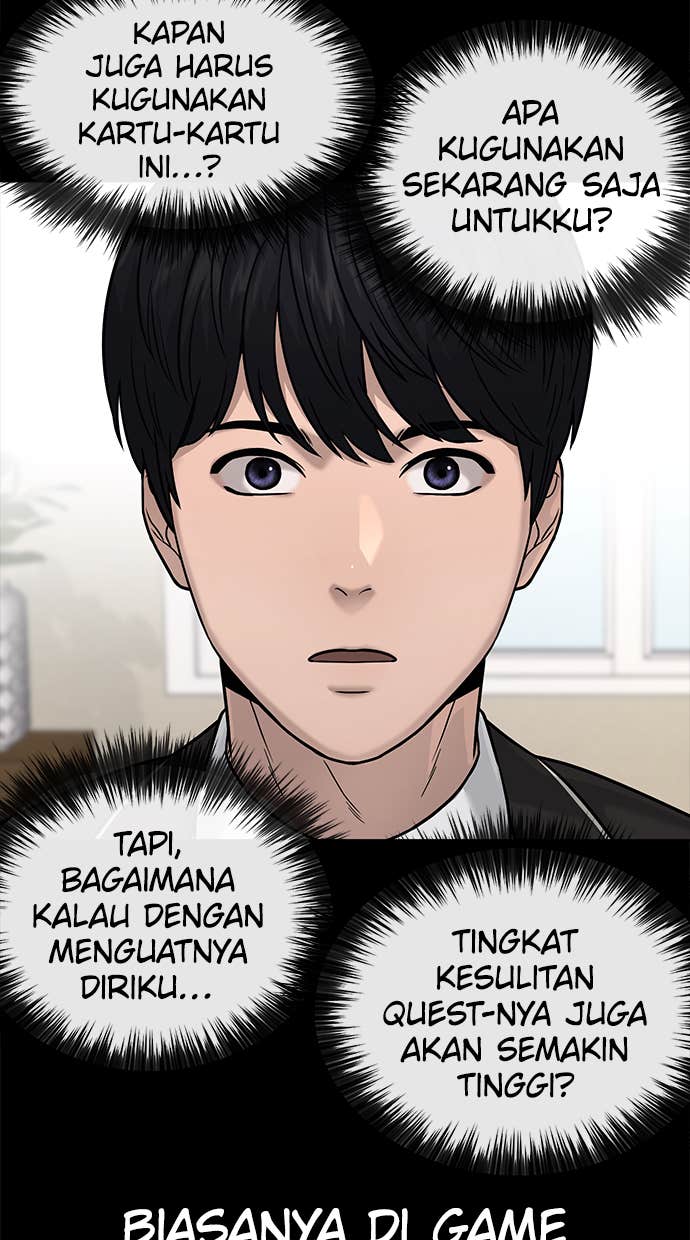 KAPAN
JUGA HARUS
KUGUNAKAN
KARTU-KARTU
INI...?
APA
KUGUNAKAN
SEKARANG SAJA
UNTUKKU?
TAPI,
BAGAIMANA
KALAU DENGAN
MENGUATNYA
DIRIKU...
TINGKAT
KESULITAN
QUEST-NYA JUGA
AKAN SEMAKIN
TINGGI?
BIASANYA DI GAME